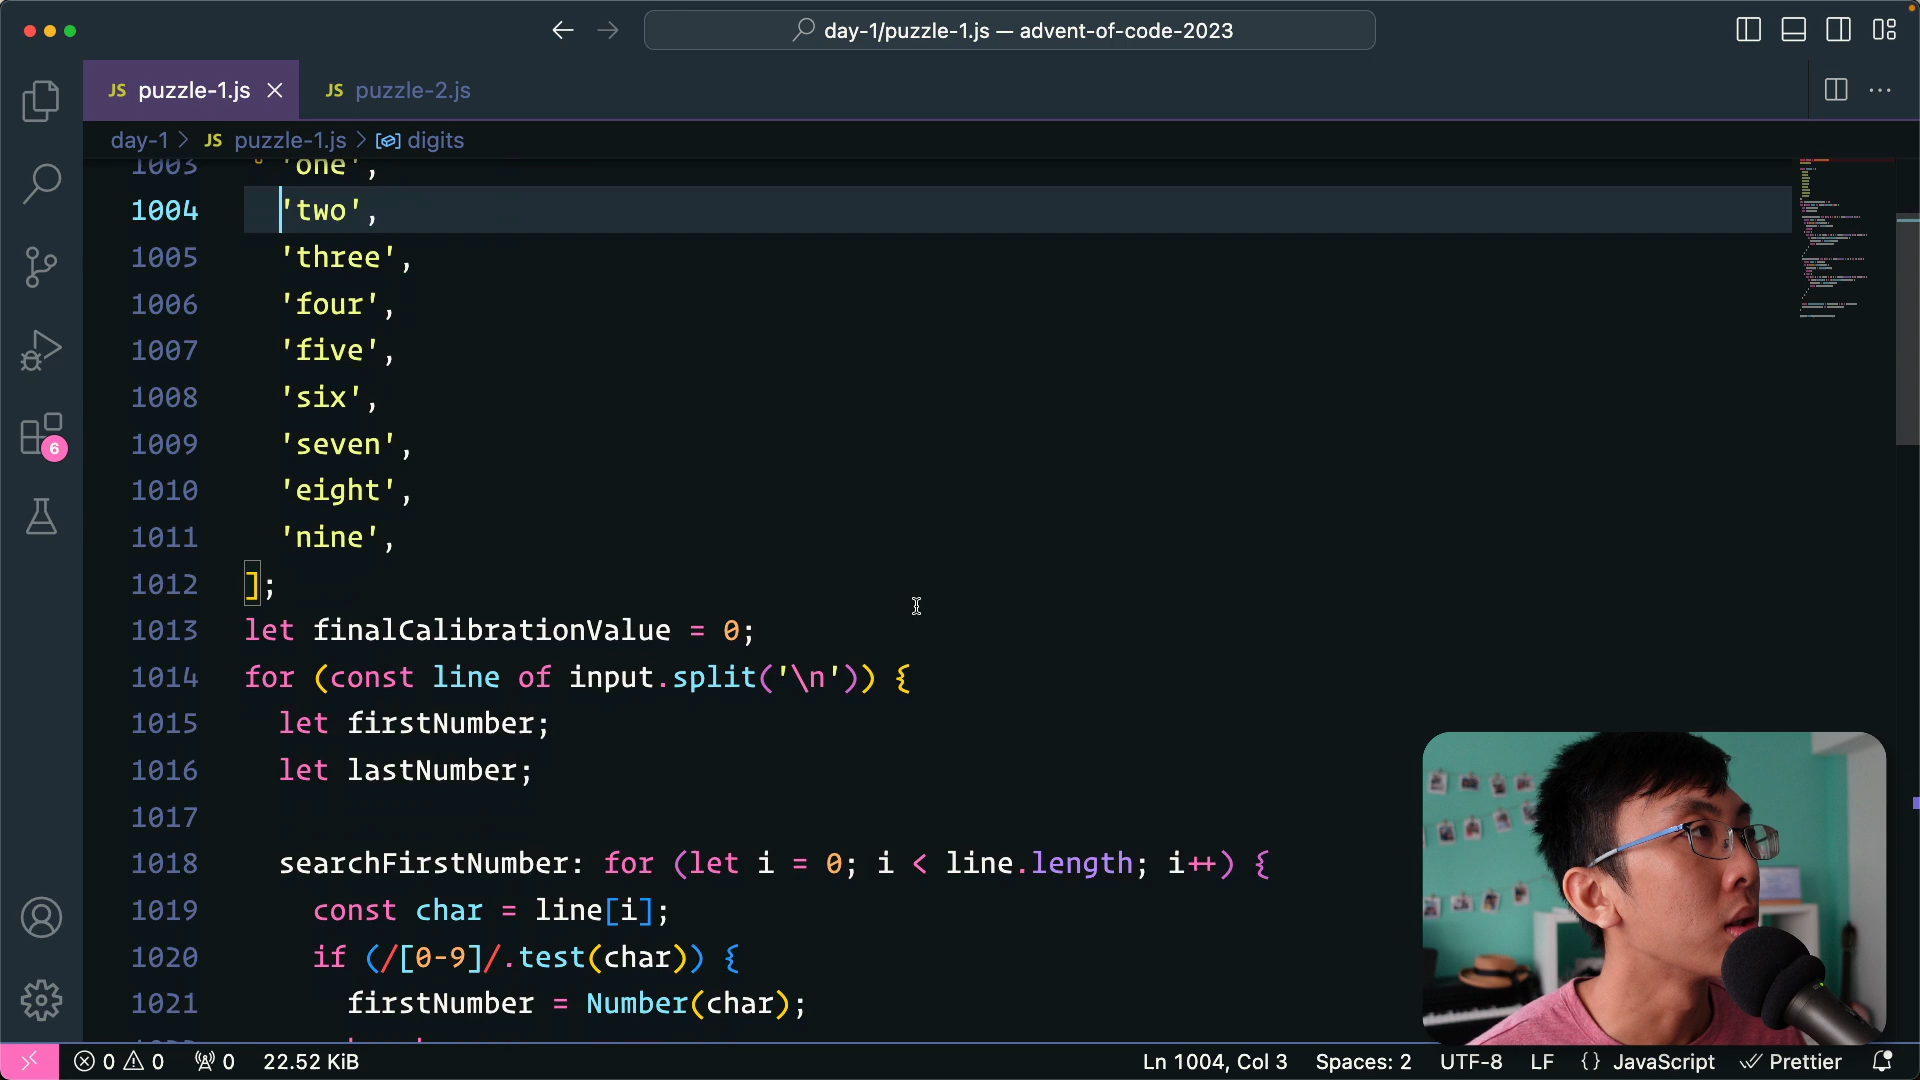 day-1/puzzle-1.js — advent-of-code-2023
JS puzzle-1.js
JS puzzle-2.js
day-1 > JS puzzle-1.js > digits
1003 'one',
1004 'two',
1005 'three',
1006 'four',
1007 'five',
1008 'six',
1009 'seven',
1010 'eight',
1011 'nine',
1012 ];
1013 let finalCalibrationValue = 0;
1014 for (const line of input.split('\n')) {
1015 let firstNumber;
1016 let lastNumber;
1017
1018 searchFirstNumber: for (let i = 0; i < line.length; i++) {
1019 const char = line[i];
1020 if (/[0-9]/.test(char)) {
1021 firstNumber = Number(char);
6
0 0 0 22.52 KiB Ln 1004, Col 3 Spaces: 2 UTF-8 LF {} JavaScript Prettier